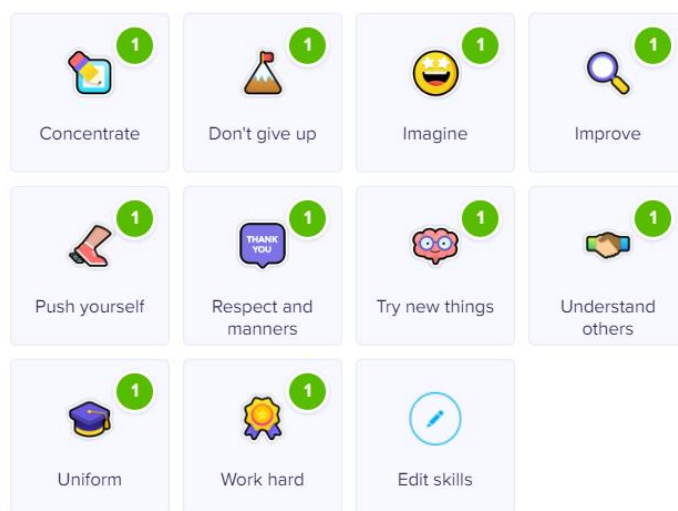 1
1
1
1
Concentrate
Don't give up
Imagine
Improve
1
1
1
1
THANK
YOU
Push yourself
Respect and
manners
Try new things
Understand
others
1
1
Uniform
Work hard
Edit skills